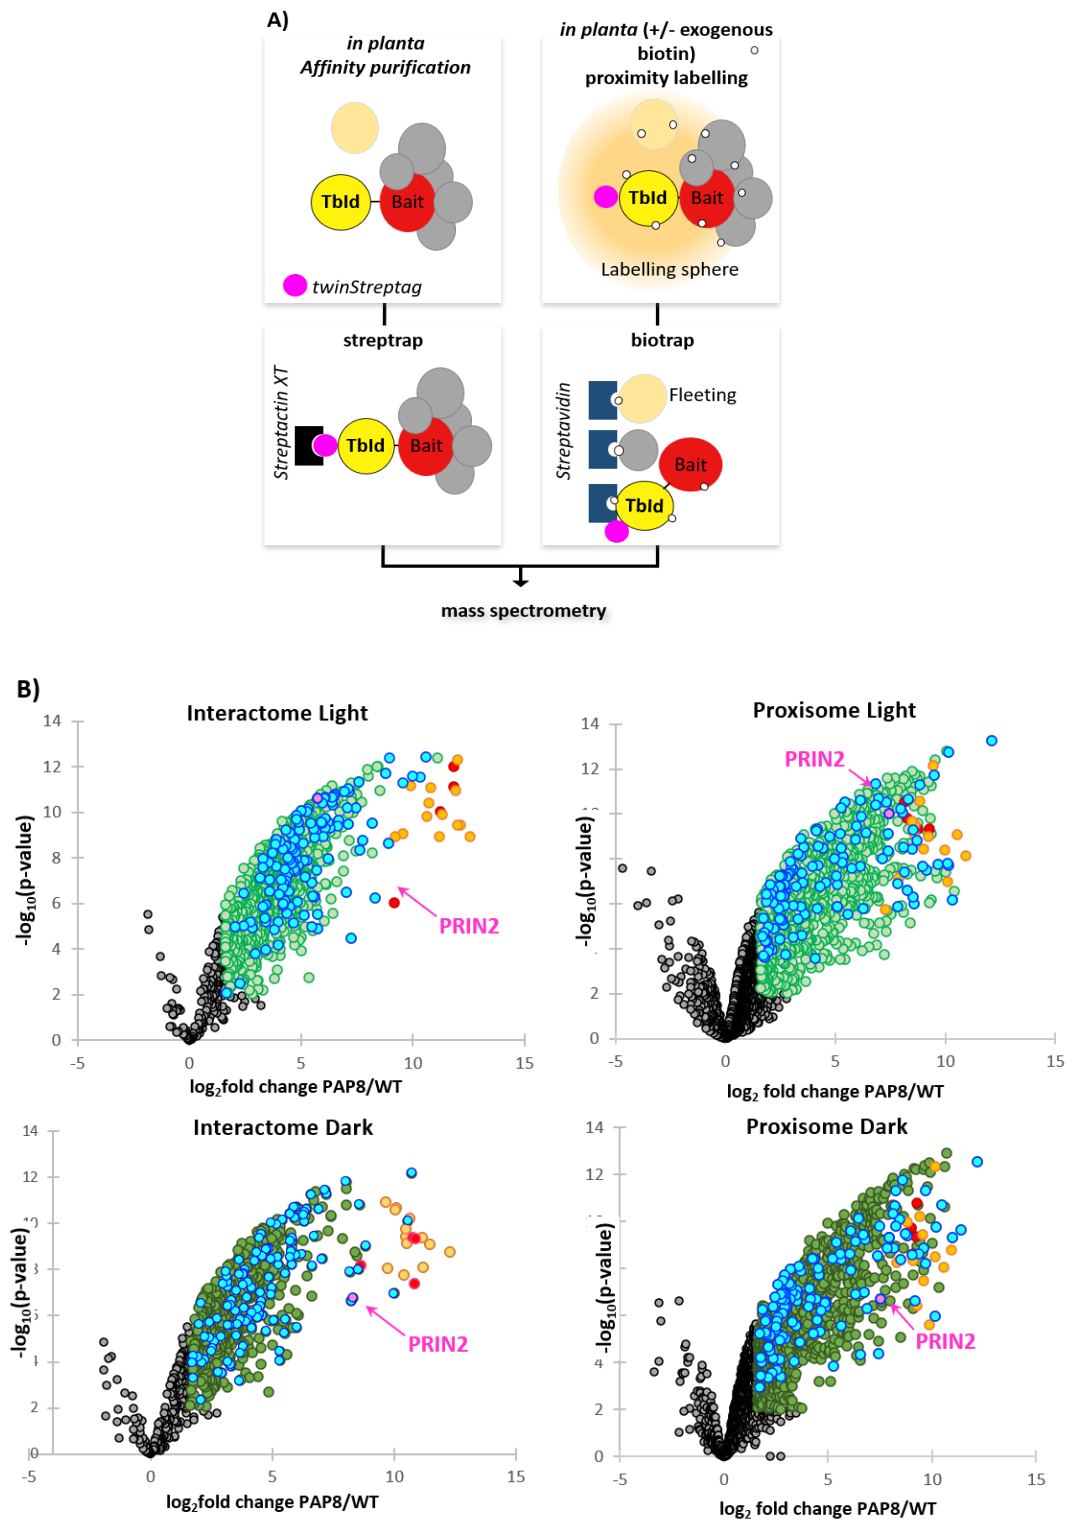 A)
in planta
Affinity purification
TbId
Bait
twinStreptag
in planta (+/- exogenous
biotin)
proximity labelling
TbId
Bait
Labelling sphere
streptrap
Streptactin XT
TbId
Bait
biotrap
Streptavidin
Fleeting
Bait
TbId
mass spectrometry
B)
Interactome Light
-log10(p-value)
14
12
10
8
6
4
2
0
-5
0
5
10
15
PRIN2
log2fold change PAP8/WT
Proxisome Light
-log10(p-value)
14
12
2
0
-5
0
5
10
15
PRIN2
log2 fold change PAP8/WT
Interactome Dark
-log10(p-value)
14
12
8
6
4
2
0
-5
0
5
10
15
PRIN2
log2fold change PAP8/WT
Proxisome Dark
-log10(p-value)
14
12
4
2
0
-5
0
5
10
15
PRIN2
log2 fold change PAP8/WT